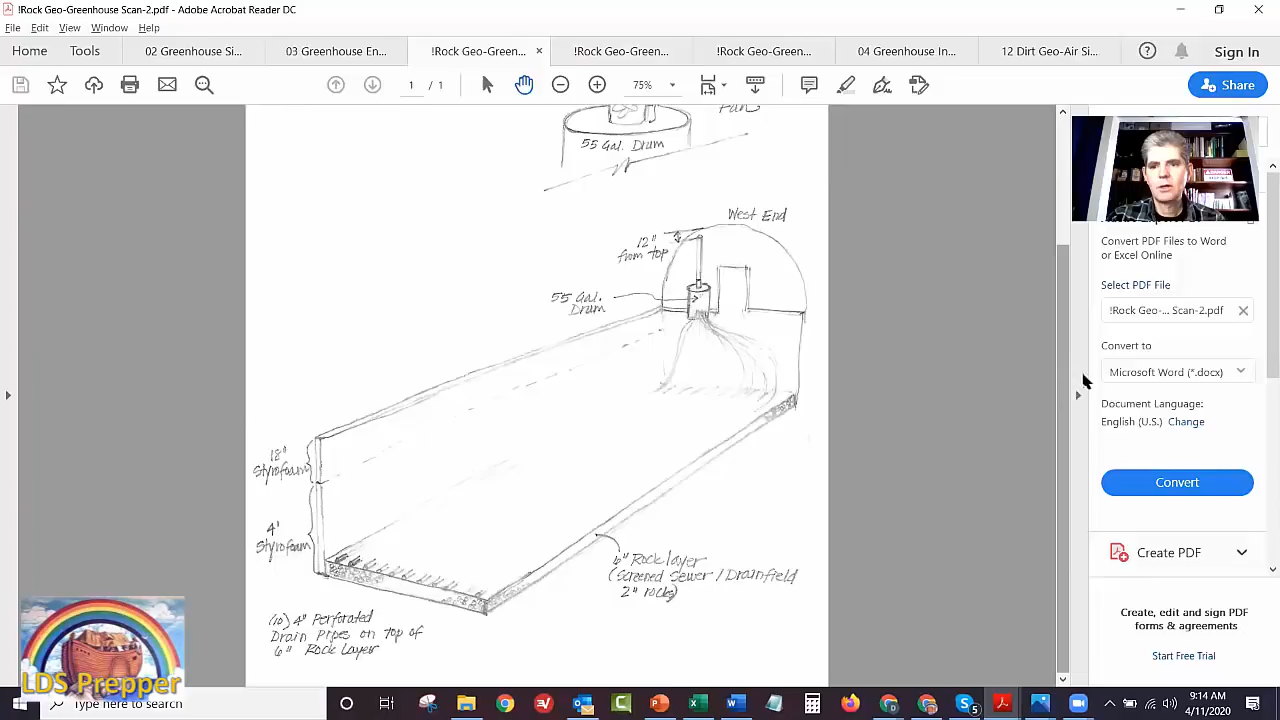 !Rock Geo-Greenhouse Scan-2.pdf - Adobe Acrobat Reader DC
File Edit View Window Help
Home Tools 02 Greenhouse Si... 03 Greenhouse En... !Rock Geo-Green... × !Rock Geo-Green... !Rock Geo-Green... 04 Greenhouse In... 12 Dirt Geo-Air Si... Sign In
1 / 1 75% Share
Fan
55 Gal. Drum
West End
12"
from top
55 Gal.
Drum
18"
Styrofoam
4'
Styrofoam
6" Rock layer
(Screened Sewer / Drainfield
2" rocks)
(10) 4" Perforated
Drain Pipes on top of
6" Rock Layer
Convert PDF Files to Word
or Excel Online
Select PDF File
!Rock Geo-... Scan-2.pdf
Convert to
Microsoft Word (*.docx)
Document Language:
English (U.S.) Change
Convert
Create PDF
Create, edit and sign PDF
forms & agreements
Start Free Trial
LDS Prepper
Type here to search
9:14 AM
4/11/2020